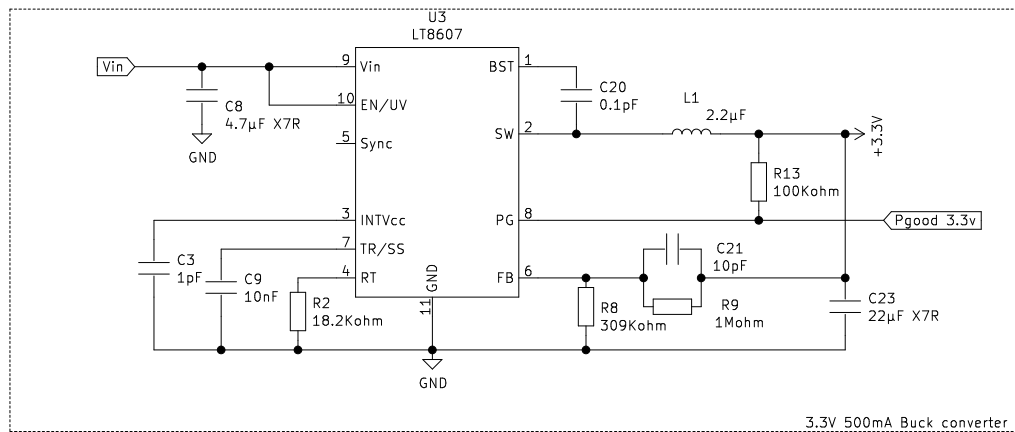 U3
LT8607
Vin
9
Vin
BST
1
C20
0.1pF
10
EN/UV
C8
4.7µF X7R
GND
L1
2.2µF
5
Sync
SW
2
+3.3V
R13
100Kohm
3
INTVcc
PG
8
Pgood 3.3v
7
TR/SS
C21
10pF
C3
1pF
C9
10nF
4
RT
GND
11
FB
6
R2
18.2Kohm
R8
309Kohm
R9
1Mohm
C23
22µF X7R
GND
3.3V 500mA Buck converter